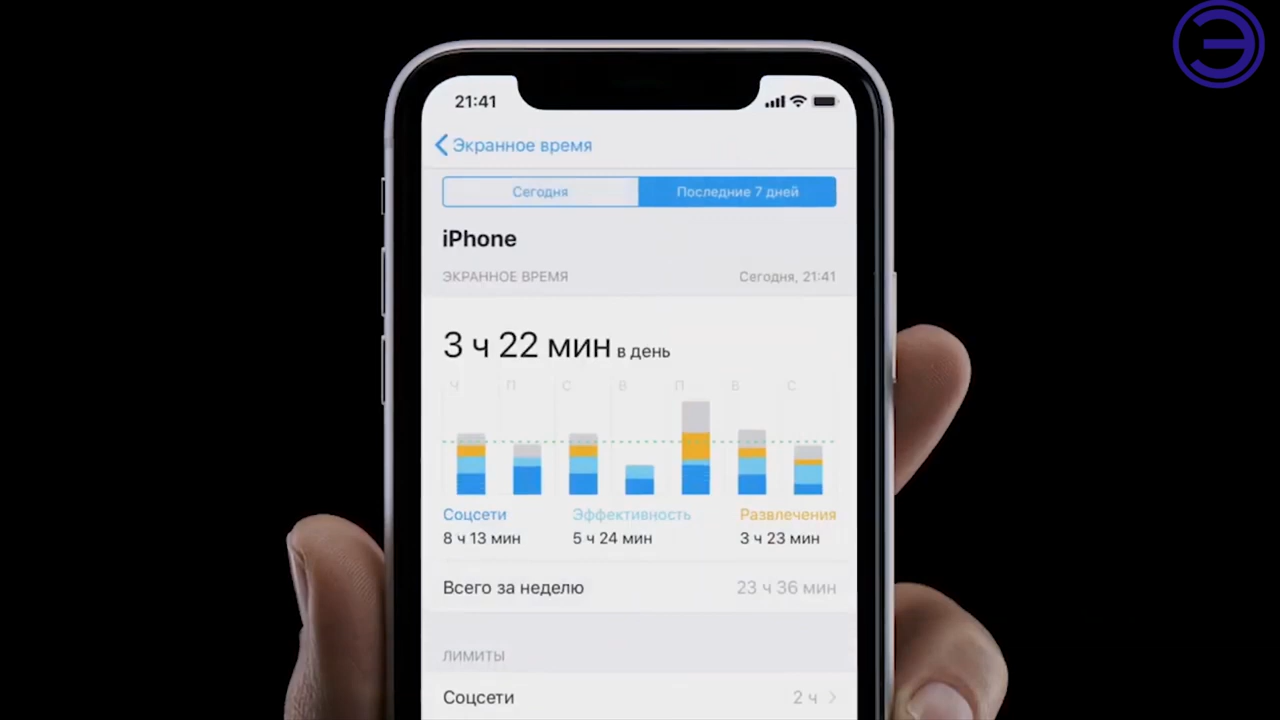 Э
21:41
Экранное время
Сегодня Последние 7 дней
iPhone
ЭКРАННОЕ ВРЕМЯ Сегодня, 21:41
3 ч 22 мин в день
Ч П С В П В С
Соцсети Эффективность Развлечения
8 ч 13 мин 5 ч 24 мин 3 ч 23 мин
Всего за неделю 23 ч 36 мин
ЛИМИТЫ
Соцсети 2 ч